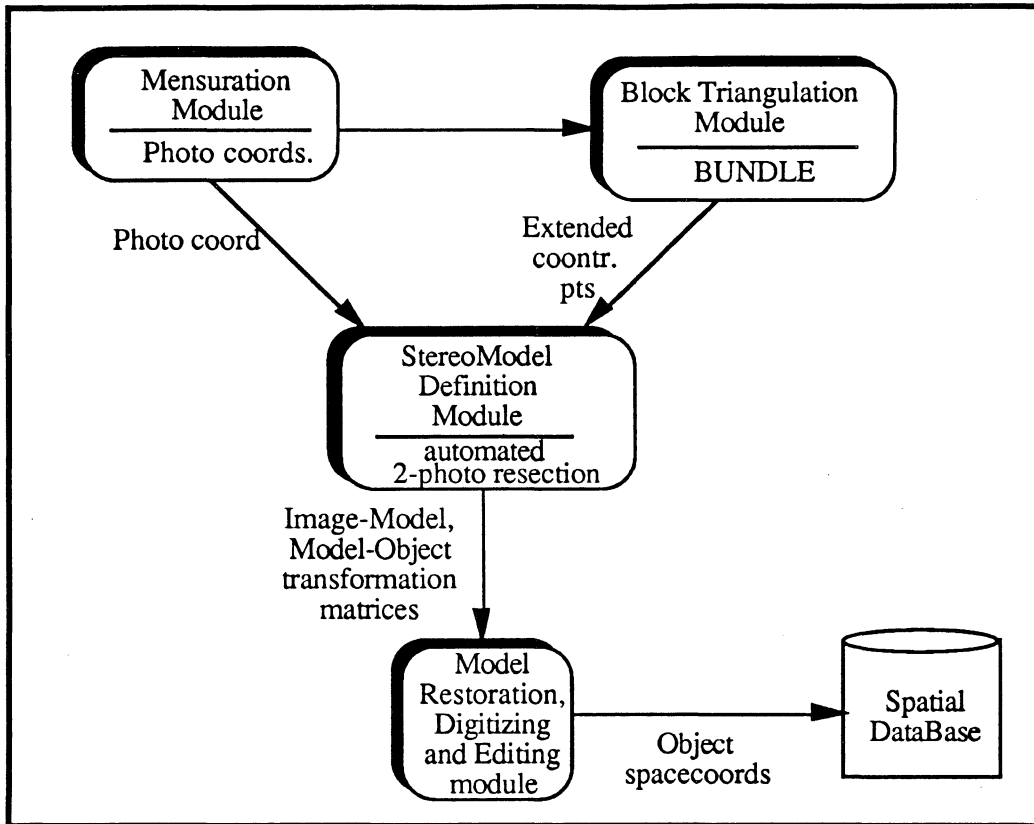 Mensuration
Module
Photo coords.
Block Triangulation
Module
BUNDLE
Photo coord
Extended
coontr.
pts
StereoModel
Definition
Module
automated
2-photo resection
Image-Model,
Model-Object
transformation
matrices
Model
Restoration,
Digitizing
and Editing
module
Object
spacecoords
Spatial
DataBase